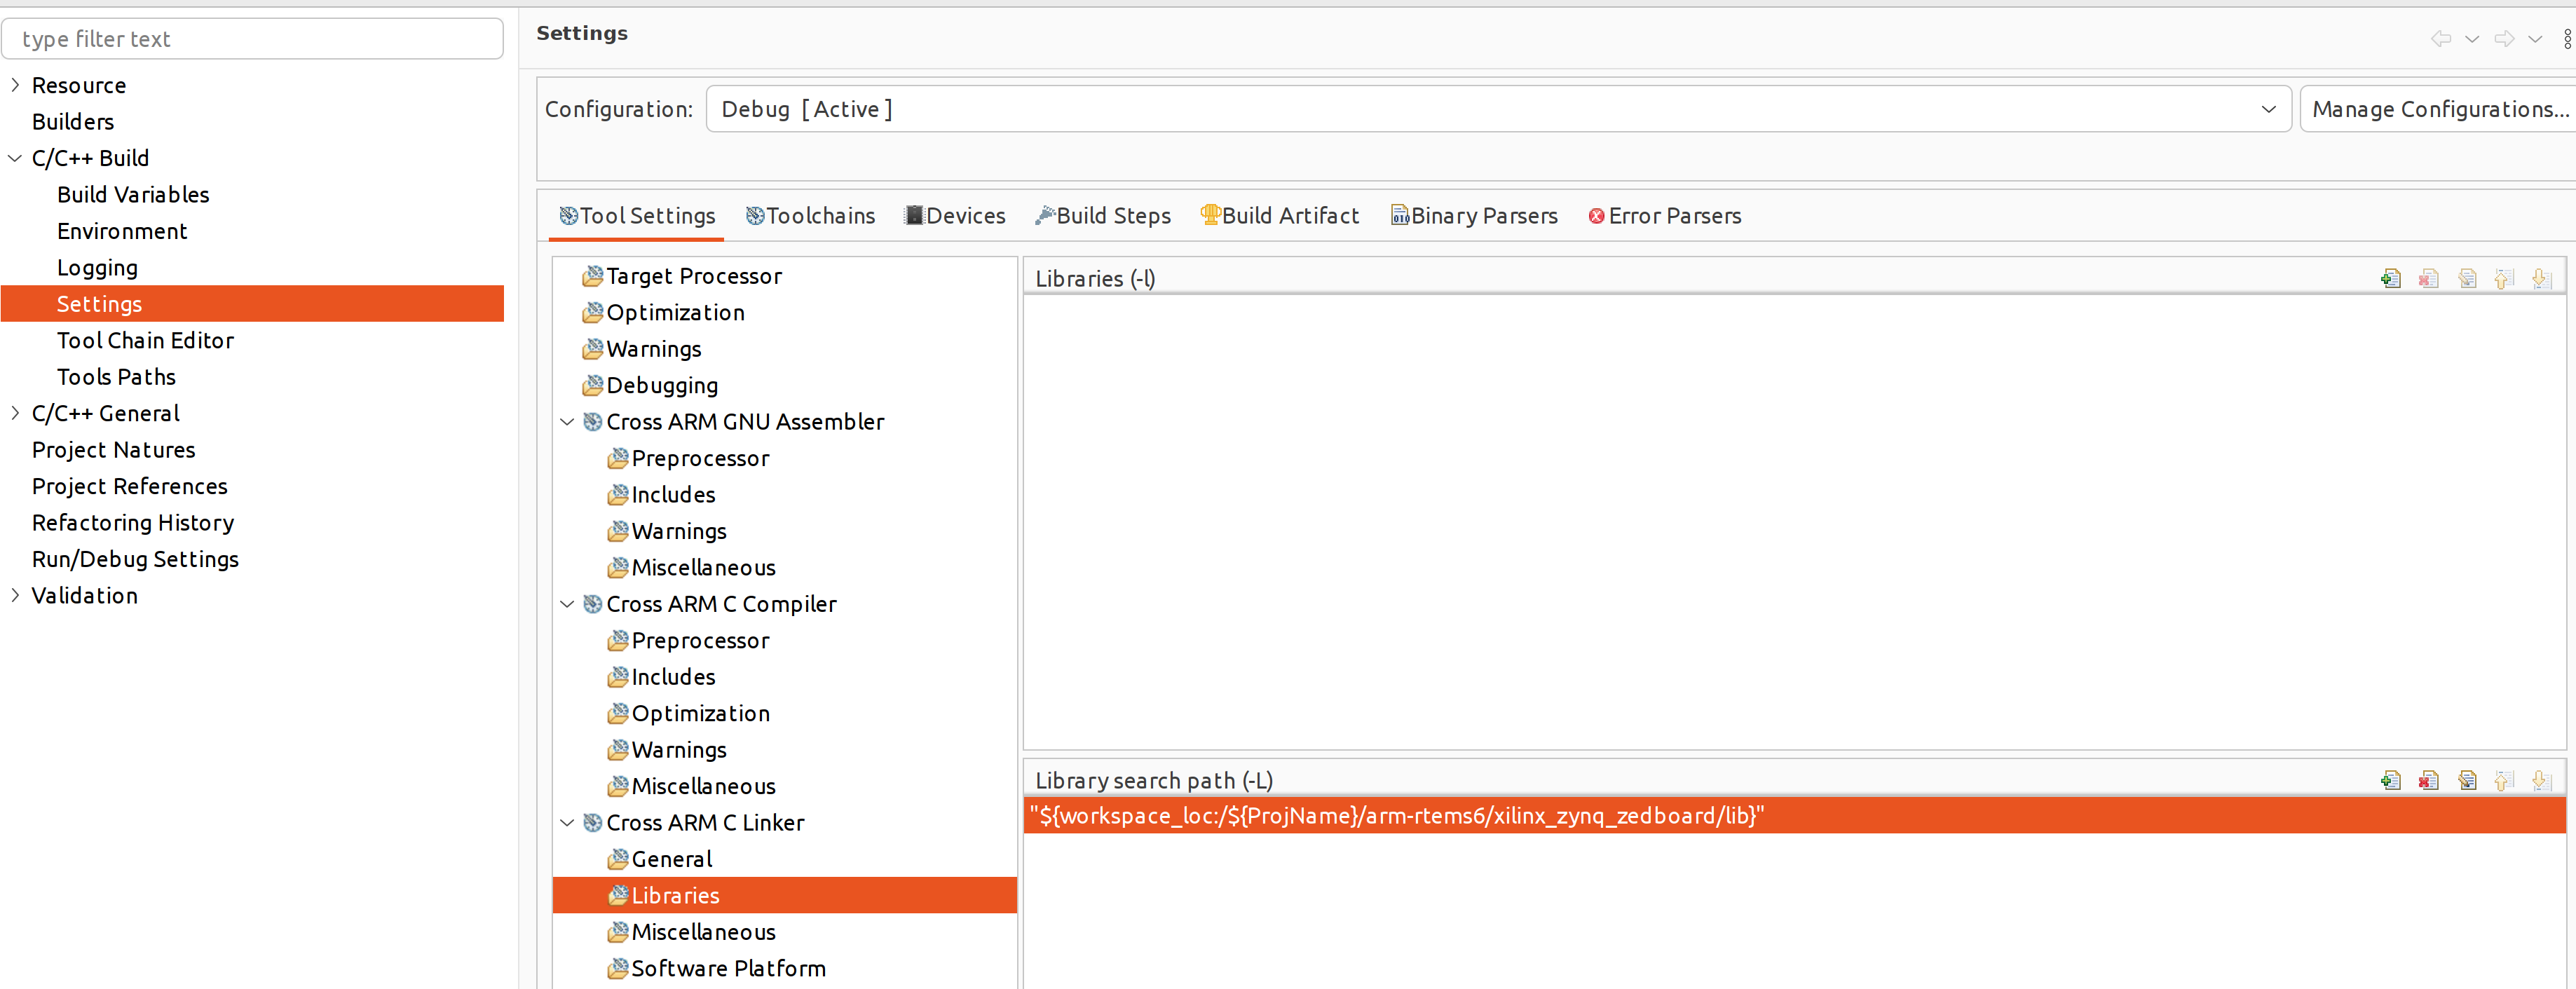 type filter text
Resource
Builders
C/C++ Build
Build Variables
Environment
Logging
Settings
Tool Chain Editor
Tools Paths
C/C++ General
Project Natures
Project References
Refactoring History
Run/Debug Settings
Validation
Settings
Configuration: Debug [ Active ] Manage Configurations...
Tool Settings Toolchains Devices Build Steps Build Artifact Binary Parsers Error Parsers
Target Processor
Optimization
Warnings
Debugging
Cross ARM GNU Assembler
Preprocessor
Includes
Warnings
Miscellaneous
Cross ARM C Compiler
Preprocessor
Includes
Optimization
Warnings
Miscellaneous
Cross ARM C Linker
General
Libraries
Miscellaneous
Software Platform
Libraries (-l)
Library search path (-L)
"${workspace_loc:/${ProjName}/arm-rtems6/xilinx_zynq_zedboard/lib}"